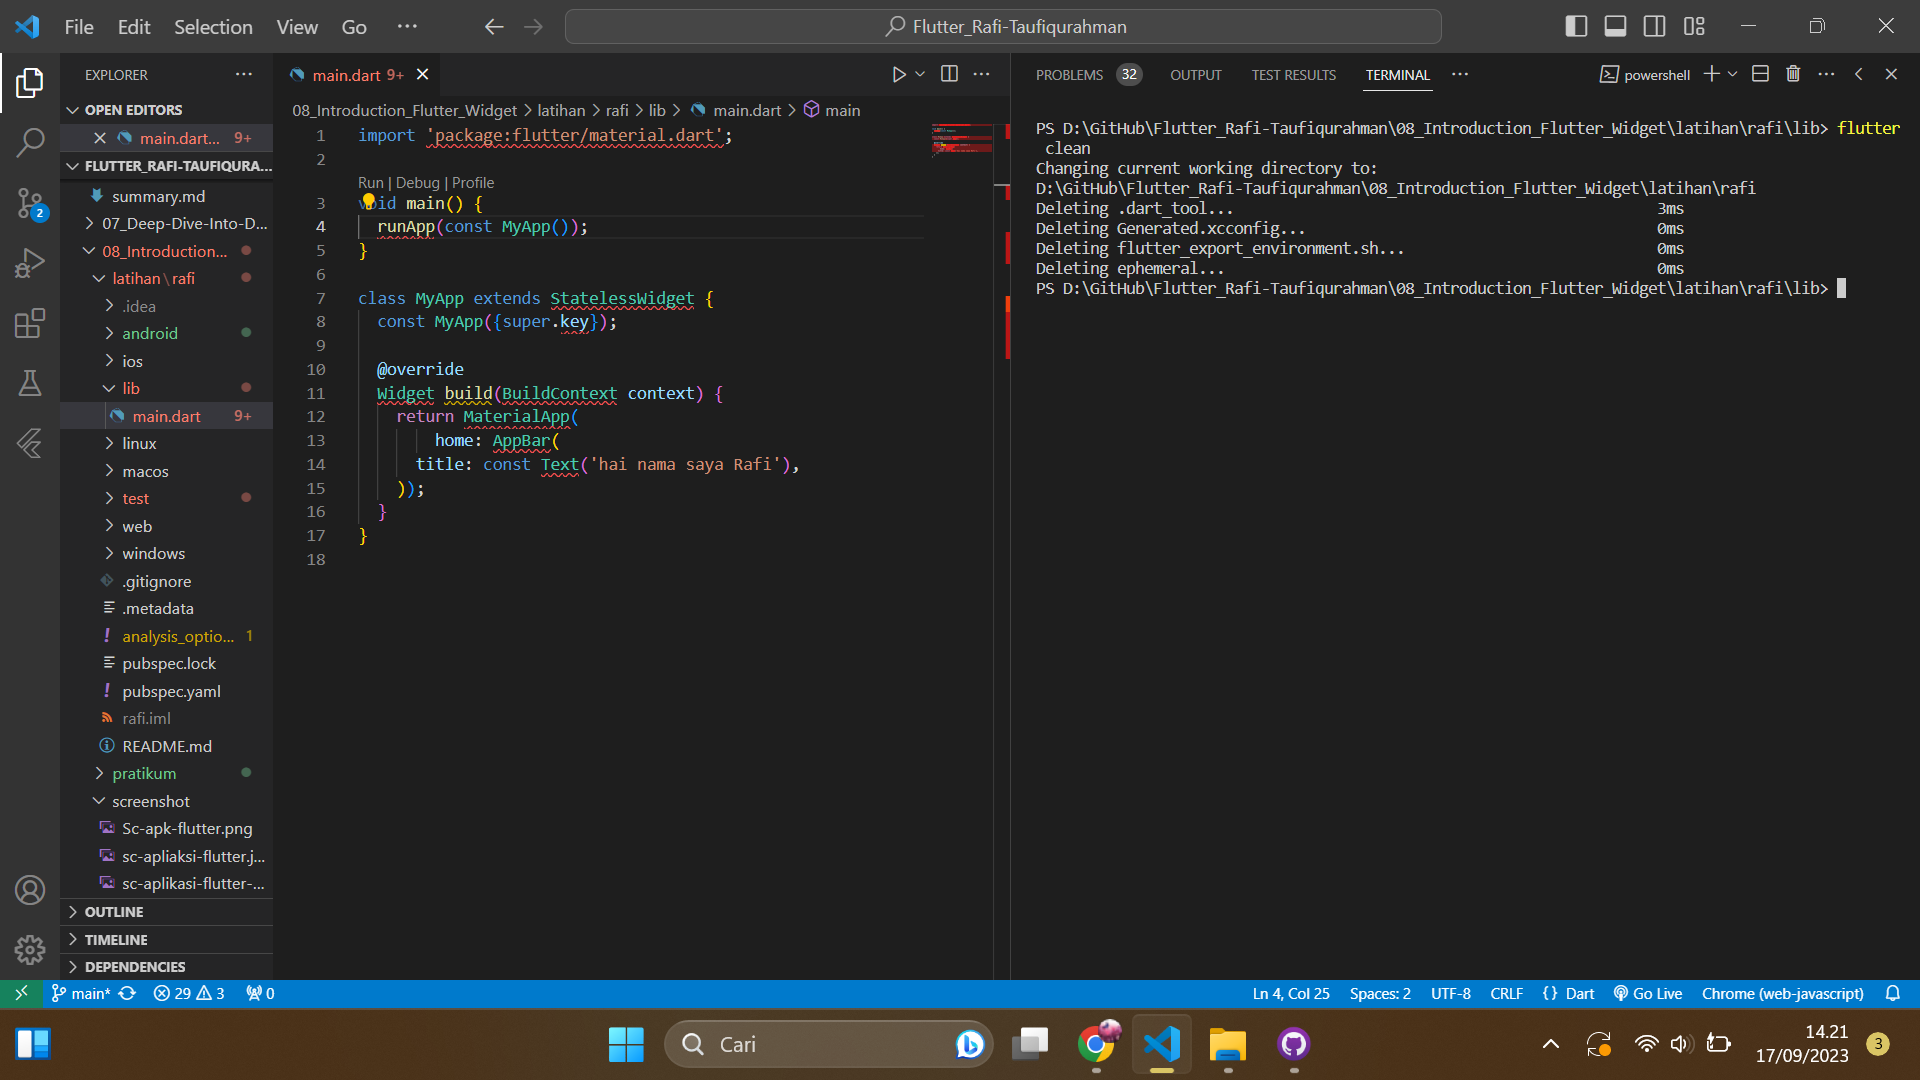 File Edit Selection View Go ···
Flutter_Rafi-Taufiqurahman
EXPLORER
OPEN EDITORS
main.dart... 9+
FLUTTER_RAFI-TAUFIQURA...
summary.md
07_Deep-Dive-Into-D...
08_Introduction...
latihan\rafi
.idea
android
ios
lib
main.dart 9+
linux
macos
test
web
windows
.gitignore
.metadata
analysis_optio... 1
pubspec.lock
pubspec.yaml
rafi.iml
README.md
pratikum
screenshot
Sc-apk-flutter.png
sc-apliaksi-flutter.j...
sc-aplikasi-flutter-...
OUTLINE
TIMELINE
DEPENDENCIES
2
main.dart 9+
08_Introduction_Flutter_Widget > latihan > rafi > lib > main.dart > main
1 import 'package:flutter/material.dart';
2
Run | Debug | Profile
3 void main() {
4 runApp(const MyApp());
5 }
6
7 class MyApp extends StatelessWidget {
8 const MyApp({super.key});
9
10 @override
11 Widget build(BuildContext context) {
12 return MaterialApp(
13 home: AppBar(
14 title: const Text('hai nama saya Rafi'),
15 ));
16 }
17 }
18
PROBLEMS 32 OUTPUT TEST RESULTS TERMINAL ···
powershell
PS D:\GitHub\Flutter_Rafi-Taufiqurahman\08_Introduction_Flutter_Widget\latihan\rafi\lib> flutter
clean
Changing current working directory to:
D:\GitHub\Flutter_Rafi-Taufiqurahman\08_Introduction_Flutter_Widget\latihan\rafi
Deleting .dart_tool... 3ms
Deleting Generated.xcconfig... 0ms
Deleting flutter_export_environment.sh... 0ms
Deleting ephemeral... 0ms
PS D:\GitHub\Flutter_Rafi-Taufiqurahman\08_Introduction_Flutter_Widget\latihan\rafi\lib>
main* 29 3 0
Ln 4, Col 25 Spaces: 2 UTF-8 CRLF {} Dart Go Live Chrome (web-javascript)
Cari
14.21
17/09/2023
3